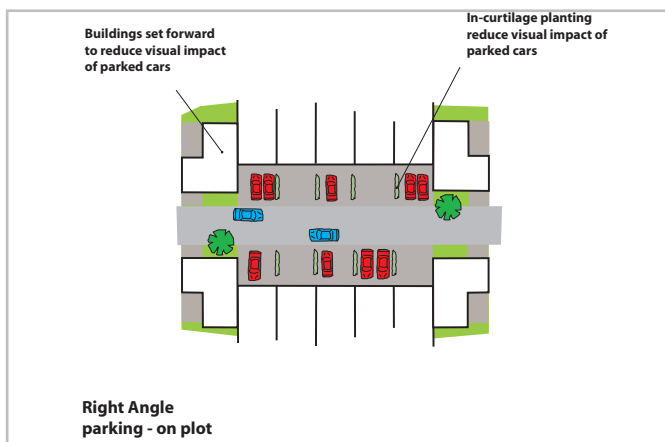 Buildings set forward
to reduce visual impact
of parked cars
In-curtilage planting
reduce visual impact of
parked cars
Right Angle
parking - on plot